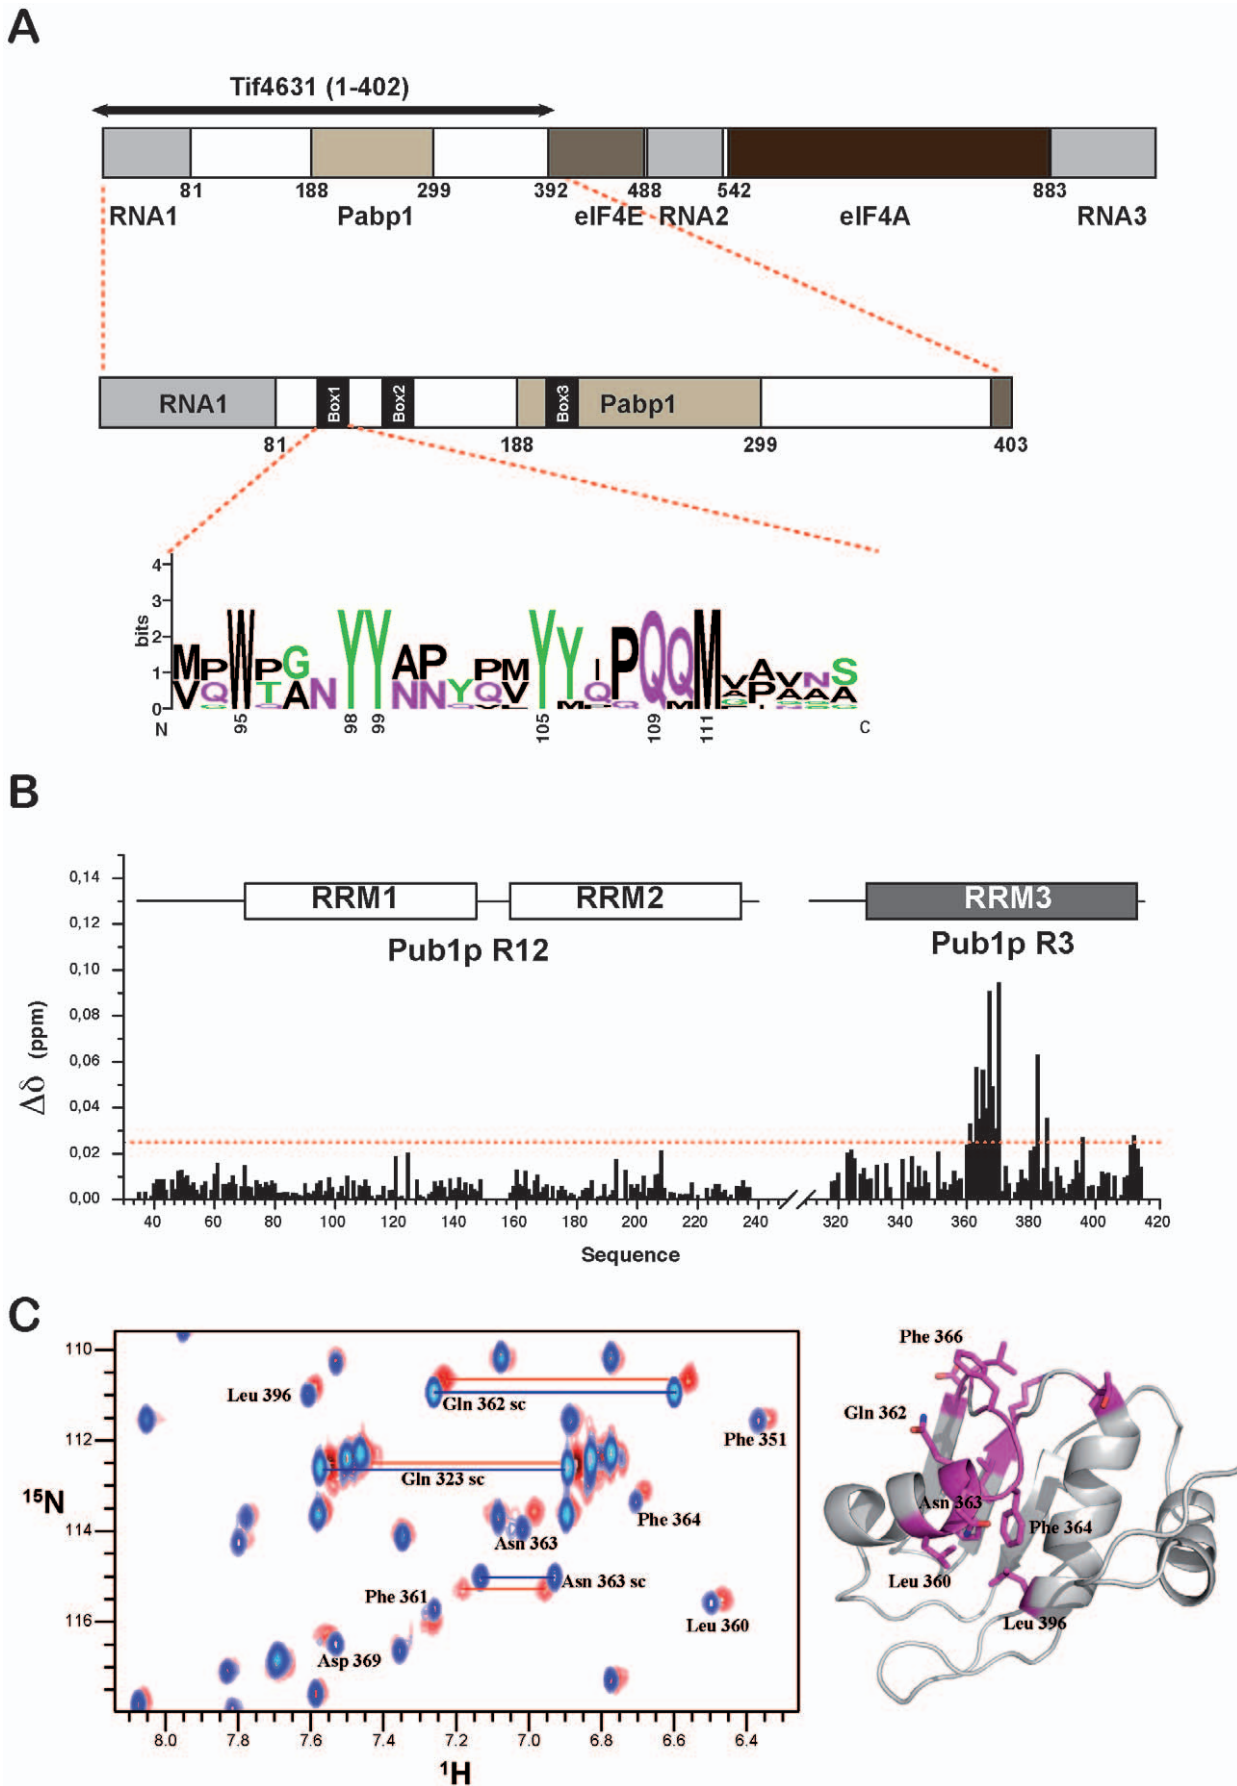 A
Tif4631 (1-402)
81 188 299 392 488 542 883
RNA1 Pabp1 eIF4E RNA2 eIF4A RNA3
RNA1 Box1 Box2 Box3 Pabp1
81 188 299 403
4
3
2
1
0
bits
N 95 98 99 105 109 111 C
B
0,14
0,12
0,10
0,08
0,06
0,04
0,02
0,00
Δδ (ppm)
RRM1 RRM2 RRM3
Pub1p R12 Pub1p R3
40 60 80 100 120 140 160 180 200 220 240 320 340 360 380 400 420
Sequence
C
110
112
114
116
15N
Leu 396
Gln 362 sc
Phe 351
Gln 323 sc
Phe 364
Asn 363
Asn 363 sc
Phe 361
Leu 360
Asp 369
8.0 7.8 7.6 7.4 7.2 7.0 6.8 6.6 6.4
1H
Phe 366
Gln 362
Asn 363
Phe 364
Leu 360
Leu 396